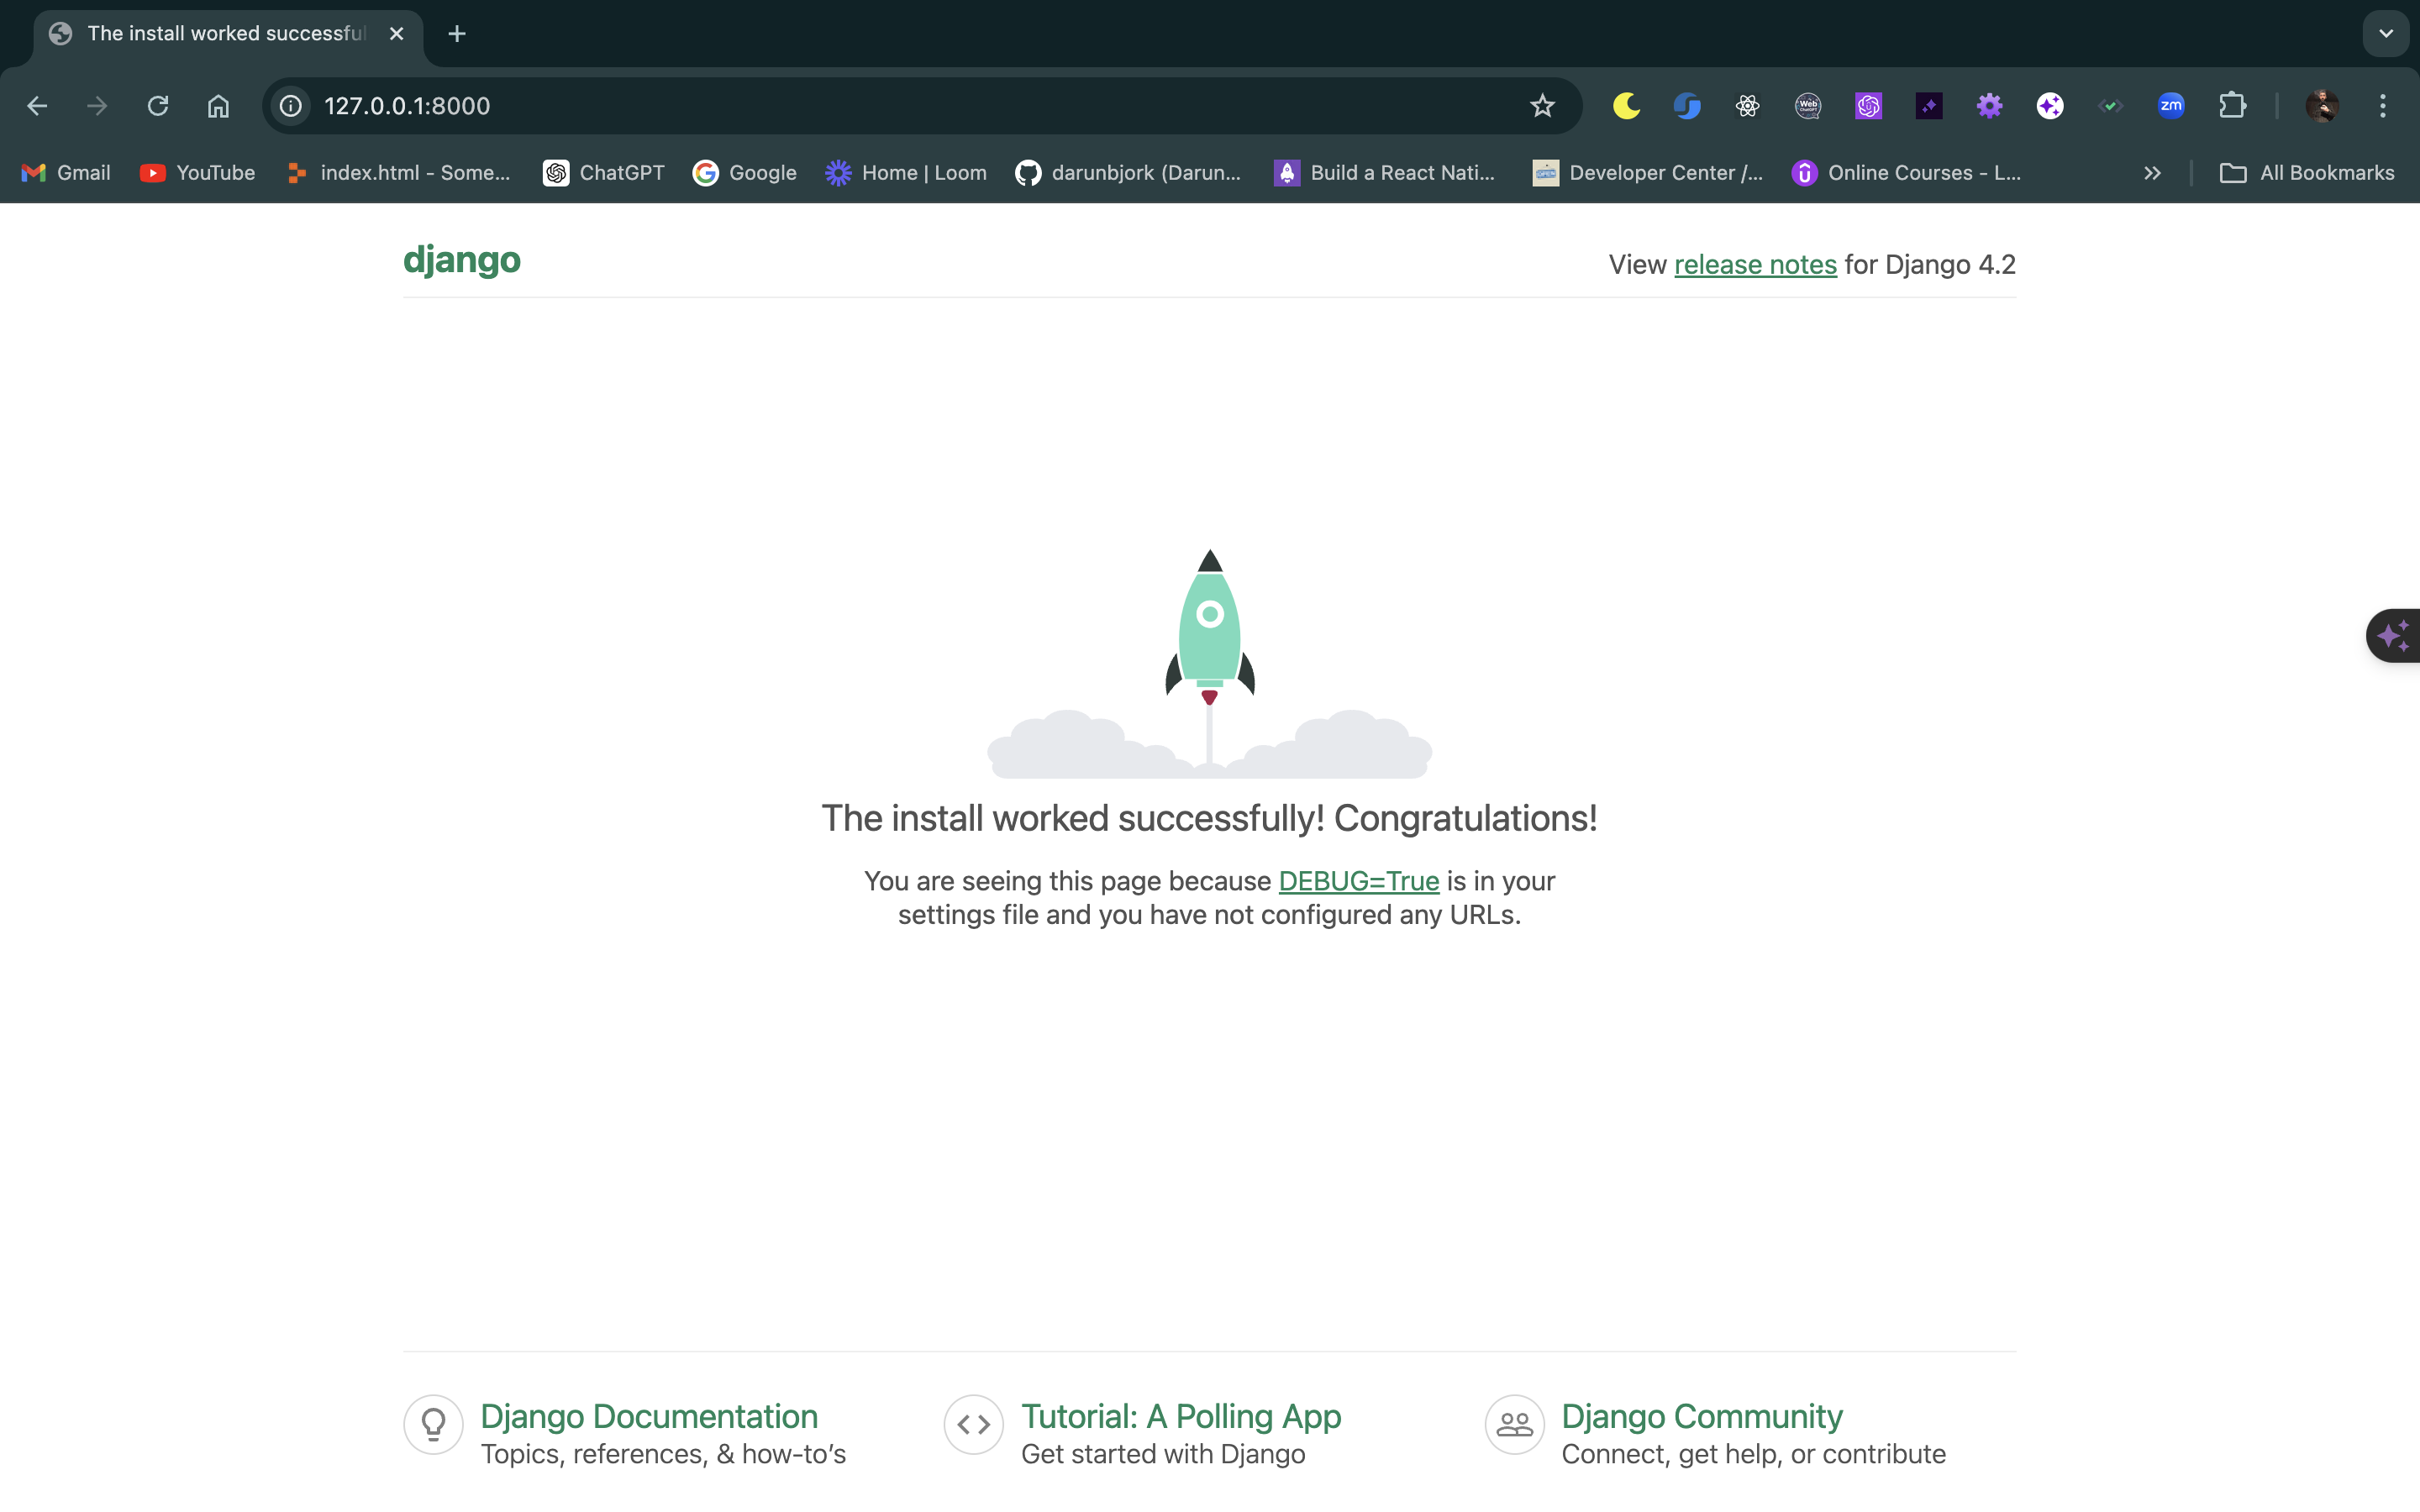 The install worked successful
127.0.0.1:8000
zm
Gmail
YouTube
index.html - Some...
ChatGPT
Google
Home | Loom
darunbjork (Darun...
Build a React Nati...
Developer Center /...
Online Courses - L...
All Bookmarks
django
View release notes for Django 4.2
The install worked successfully! Congratulations!
You are seeing this page because DEBUG=True is in your
settings file and you have not configured any URLs.
Django Documentation
Topics, references, & how-to’s
Tutorial: A Polling App
Get started with Django
Django Community
Connect, get help, or contribute